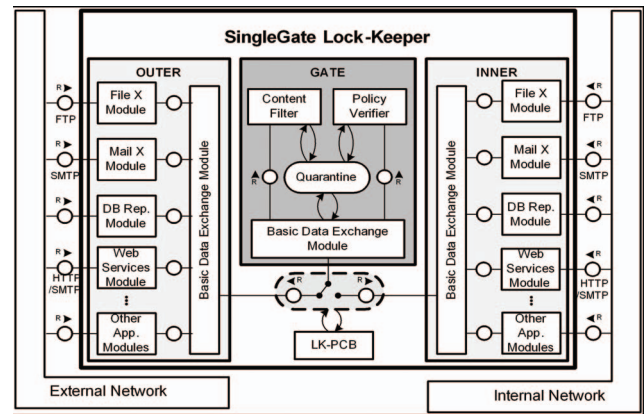 SingleGate Lock-Keeper
OUTER
File X
Module
Mail X
Module
DB Rep.
Module
Web
Services
Module
Other
App.
Modules
Basic Data Exchange Module
R
FTP
R
SMTP
R
R
HTTP
/SMTP
R
GATE
Content
Filter
Policy
Verifier
Quarantine
R
R
Basic Data Exchange
Module
R
R
LK-PCB
INNER
Basic Data Exchange Module
File X
Module
Mail X
Module
DB Rep.
Module
Web
Services
Module
Other
App.
Modules
R
FTP
R
SMTP
R
R
HTTP
/SMTP
R
External Network
Internal Network